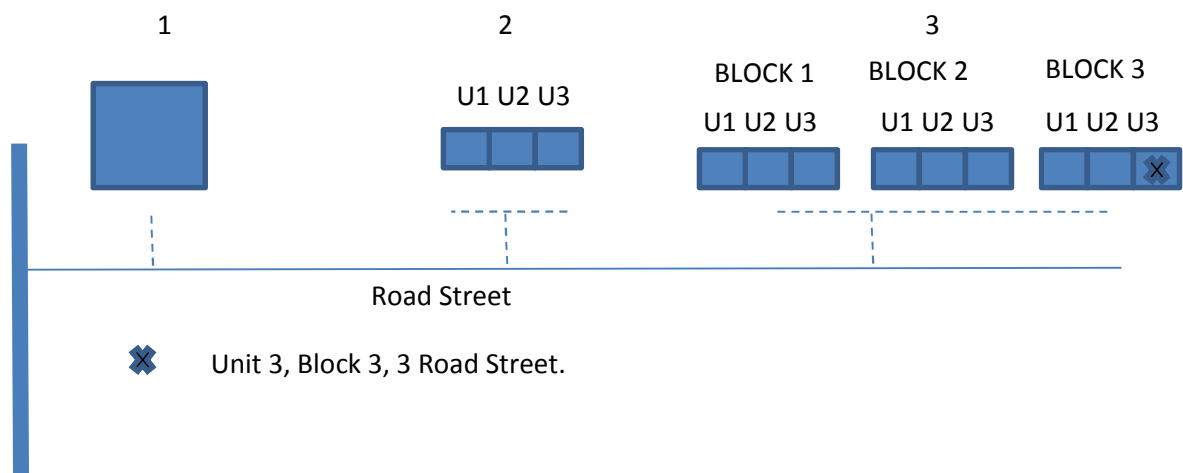 1 2 3
BLOCK 1 BLOCK 2 BLOCK 3
U1 U2 U3 U1 U2 U3 U1 U2 U3 U1 U2 U3
X
Road Street
X Unit 3, Block 3, 3 Road Street.